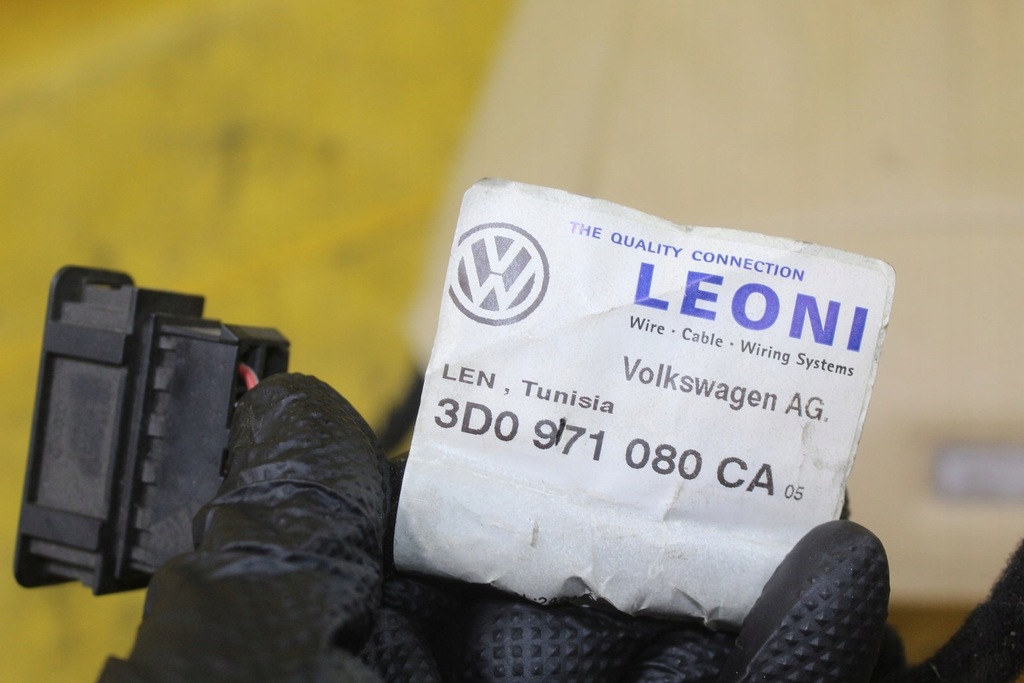 THE QUALITY CONNECTION
LEONI
Wire · Cable · Wiring Systems
Volkswagen AG.
LEN , Tunisia
3D0 971 080 CA 05